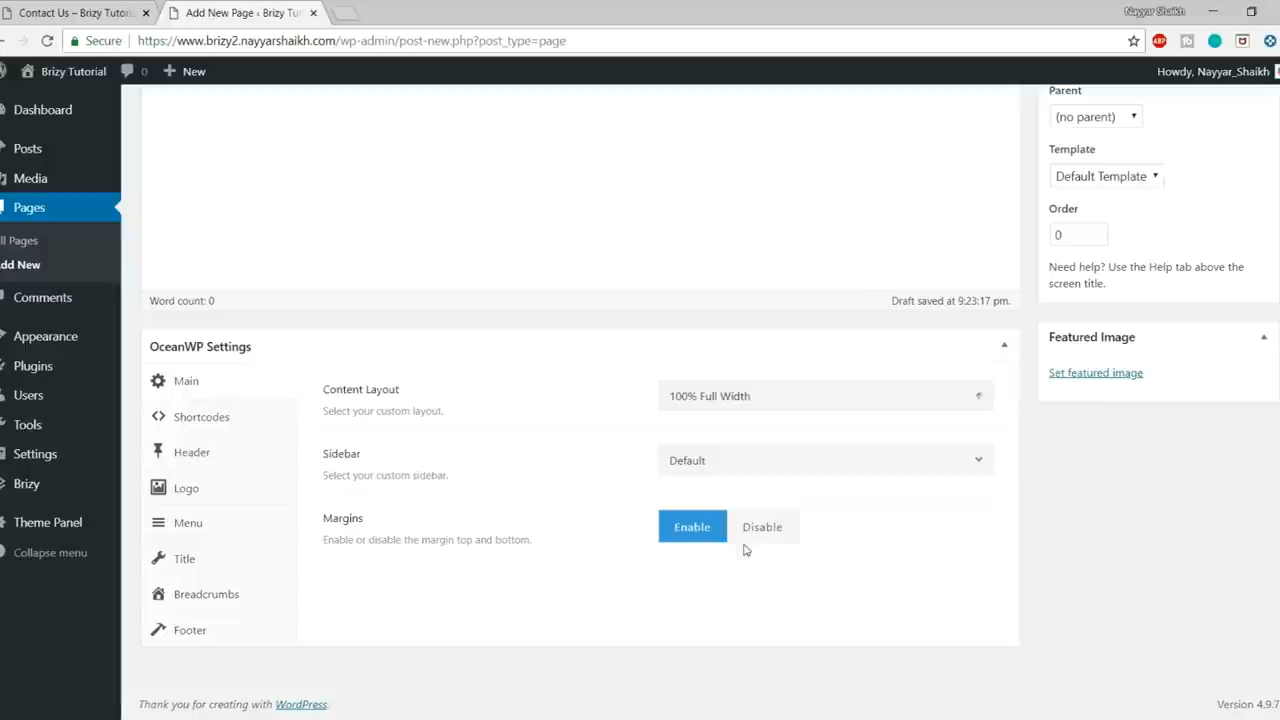 Contact Us – Brizy Tutoria
Add New Page ‹ Brizy Tut
Nayyar Shaikh
Secure
https://www.brizy2.nayyarshaikh.com/wp-admin/post-new.php?post_type=page
ABP
Brizy Tutorial
0
New
Howdy, Nayyar_Shaikh
Dashboard
Posts
Media
Pages
ll Pages
dd New
Comments
Appearance
Plugins
Users
Tools
Settings
Brizy
Theme Panel
Collapse menu
Word count: 0
Draft saved at 9:23:17 pm.
OceanWP Settings
Main
Shortcodes
Header
Logo
Menu
Title
Breadcrumbs
Footer
Content Layout
Select your custom layout.
100% Full Width
Sidebar
Select your custom sidebar.
Default
Margins
Enable or disable the margin top and bottom.
Enable
Disable
Parent
(no parent)
Template
Default Template
Order
0
Need help? Use the Help tab above the
screen title.
Featured Image
Set featured image
Thank you for creating with WordPress.
Version 4.9.7